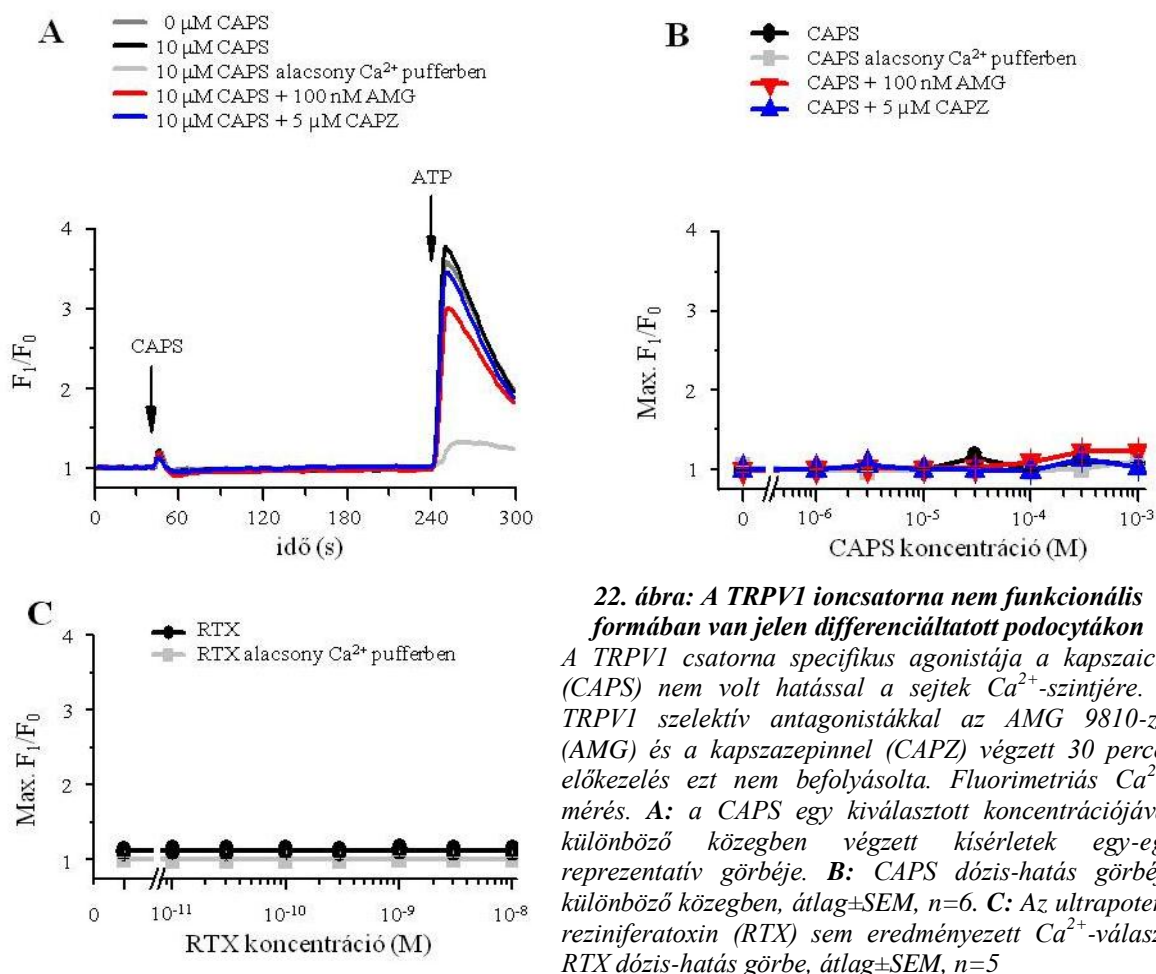 A
0 μM CAPS
10 μM CAPS
10 μM CAPS alacsony Ca²⁺ pufferben
10 μM CAPS + 100 nM AMG
10 μM CAPS + 5 μM CAPZ
ATP
CAPS
F₁/F₀
4
3
2
1
0 60 120 180 240 300
idő (s)
B
CAPS
CAPS alacsony Ca²⁺ pufferben
CAPS + 100 nM AMG
CAPS + 5 μM CAPZ
Max. F₁/F₀
4
3
2
1
0 10⁻⁶ 10⁻⁵ 10⁻⁴ 10⁻³
CAPS koncentráció (M)
C
RTX
RTX alacsony Ca²⁺ pufferben
Max. F₁/F₀
4
3
2
1
0 10⁻¹¹ 10⁻¹⁰ 10⁻⁹ 10⁻⁸
RTX koncentráció (M)
22. ábra: A TRPV1 ioncsatorna nem funkcionális
formában van jelen differenciáltatott podocytákon
A TRPV1 csatorna specifikus agonistája a kapszaic
(CAPS) nem volt hatással a sejtek Ca²⁺-szintjére.
TRPV1 szelektív antagonistákkal az AMG 9810-z
(AMG) és a kapszazepinnel (CAPZ) végzett 30 perc
előkezelés ezt nem befolyásolta. Fluorimetriás Ca²
mérés. A: a CAPS egy kiválasztott koncentrációjáv
különböző közegben végzett kísérletek egy-eg
reprezentatív görbéje. B: CAPS dózis-hatás görbé
különböző közegben, átlag±SEM, n=6. C: Az ultrapoten
reziniferatoxin (RTX) sem eredményezett Ca²⁺-válasz
RTX dózis-hatás görbe, átlag±SEM, n=5